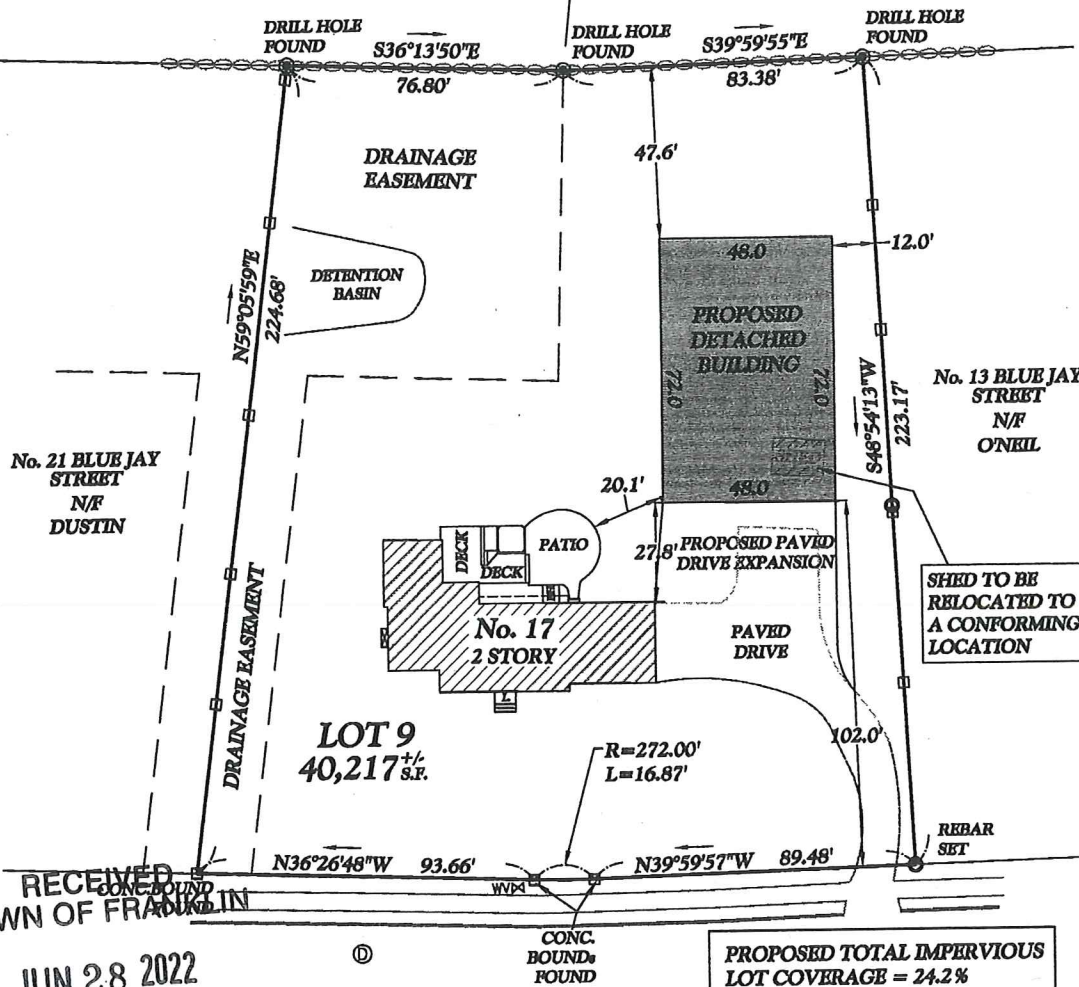 DRILL HOLE
FOUND
S36°13'50"E
76.80'
DRILL HOLE
FOUND
S39°59'55"E
83.38'
DRILL HOLE
FOUND
DRAINAGE
EASEMENT
47.6'
48.0
12.0'
N59°05'59"E
224.68'
DETENTION
BASIN
PROPOSED
DETACHED
BUILDING
72.0'
72.0'
S48°54'13"W
223.17'
No. 13 BLUE JAY
STREET
N/F
O'NEIL
No. 21 BLUE JAY
STREET
N/F
DUSTIN
20.1'
48.0
DECK
DECK
PATIO
27.8'
PROPOSED PAVED
DRIVE EXPANSION
SHED TO BE
RELOCATED TO
A CONFORMING
LOCATION
No. 17
2 STORY
PAVED
DRIVE
L
DRAINAGE EASEMENT
LOT 9
40,217+/- S.F.
R=272.00'
L=16.87'
102.0'
REBAR
SET
N36°26'48"W
93.66'
N39°59'57"W
89.48'
WV
RECEIVED
CONC. BOUND
FOUND
WN OF FRANKLIN
JUN 28 2022
D
CONC.
BOUNDs
FOUND
PROPOSED TOTAL IMPERVIOUS
LOT COVERAGE = 24.2%